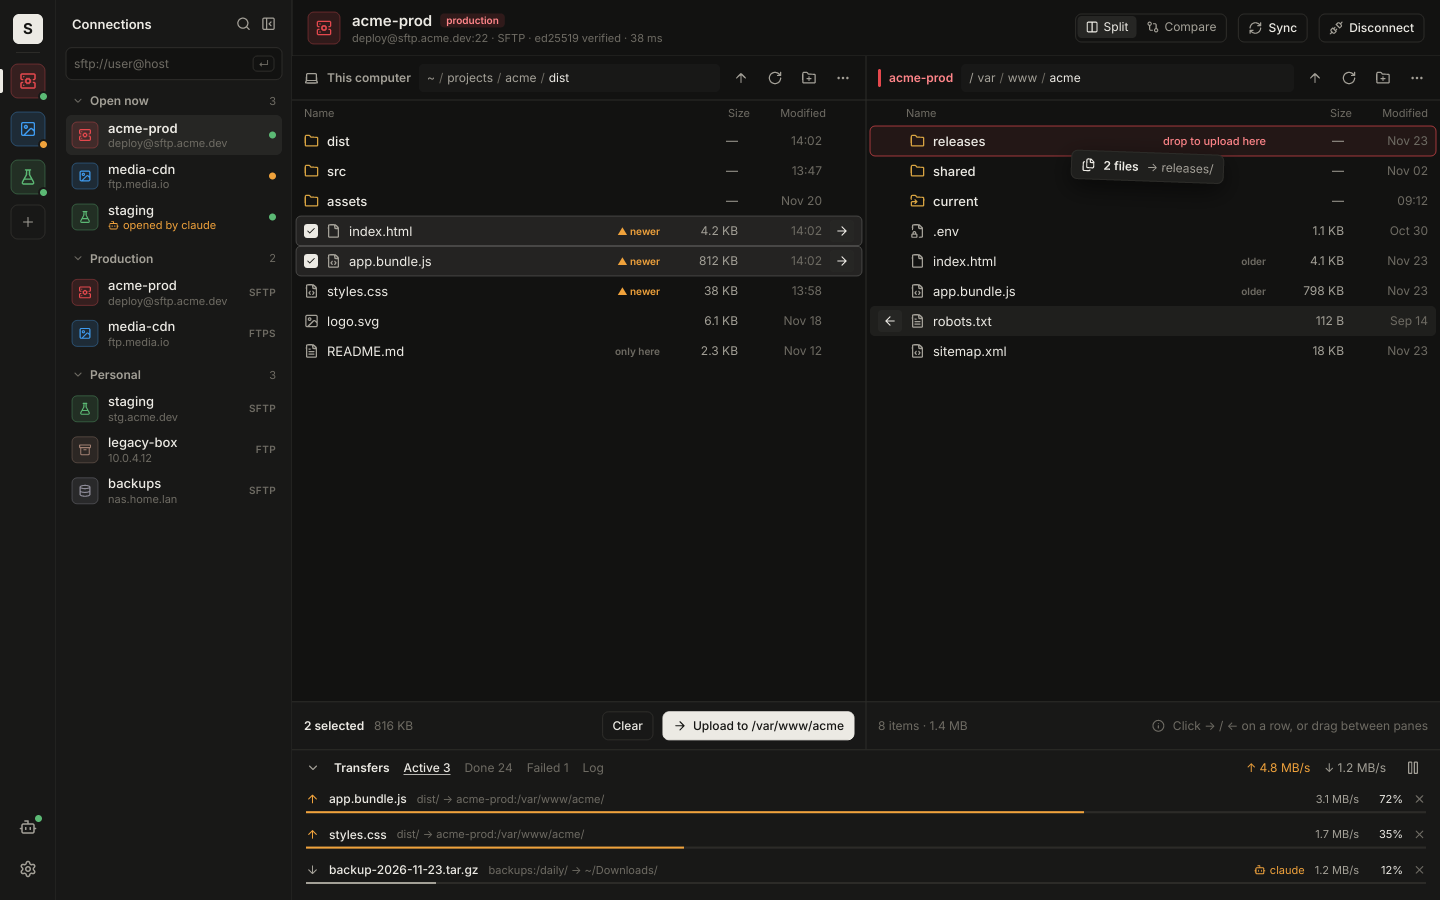 S
Connections
sftp://user@host
Open now 3
acme-prod
deploy@sftp.acme.dev
media-cdn
ftp.media.io
staging
opened by claude
Production 2
acme-prod
deploy@sftp.acme.dev SFTP
media-cdn
ftp.media.io FTPS
Personal 3
staging
stg.acme.dev SFTP
legacy-box
10.0.4.12 FTP
backups
nas.home.lan SFTP
acme-prod production
deploy@sftp.acme.dev:22 · SFTP · ed25519 verified · 38 ms
Split Compare Sync Disconnect
This computer ~ / projects / acme / dist
Name Size Modified
dist — 14:02
src — 13:47
assets — Nov 20
index.html newer 4.2 KB 14:02 →
app.bundle.js newer 812 KB 14:02 →
styles.css newer 38 KB 13:58
logo.svg 6.1 KB Nov 18
README.md only here 2.3 KB Nov 12
2 selected 816 KB Clear → Upload to /var/www/acme
acme-prod / var / www / acme
Name Size Modified
releases drop to upload here — Nov 23
2 files → releases/
shared — Nov 02
current — 09:12
.env 1.1 KB Oct 30
index.html older 4.1 KB Nov 23
app.bundle.js older 798 KB Nov 23
← robots.txt 112 B Sep 14
sitemap.xml 18 KB Nov 23
8 items · 1.4 MB Click → / ← on a row, or drag between panes
Transfers Active 3 Done 24 Failed 1 Log ↑ 4.8 MB/s ↓ 1.2 MB/s
↑ app.bundle.js dist/ → acme-prod:/var/www/acme/ 3.1 MB/s 72% ×
↑ styles.css dist/ → acme-prod:/var/www/acme/ 1.7 MB/s 35% ×
↓ backup-2026-11-23.tar.gz backups:/daily/ → ~/Downloads/ claude 1.2 MB/s 12% ×